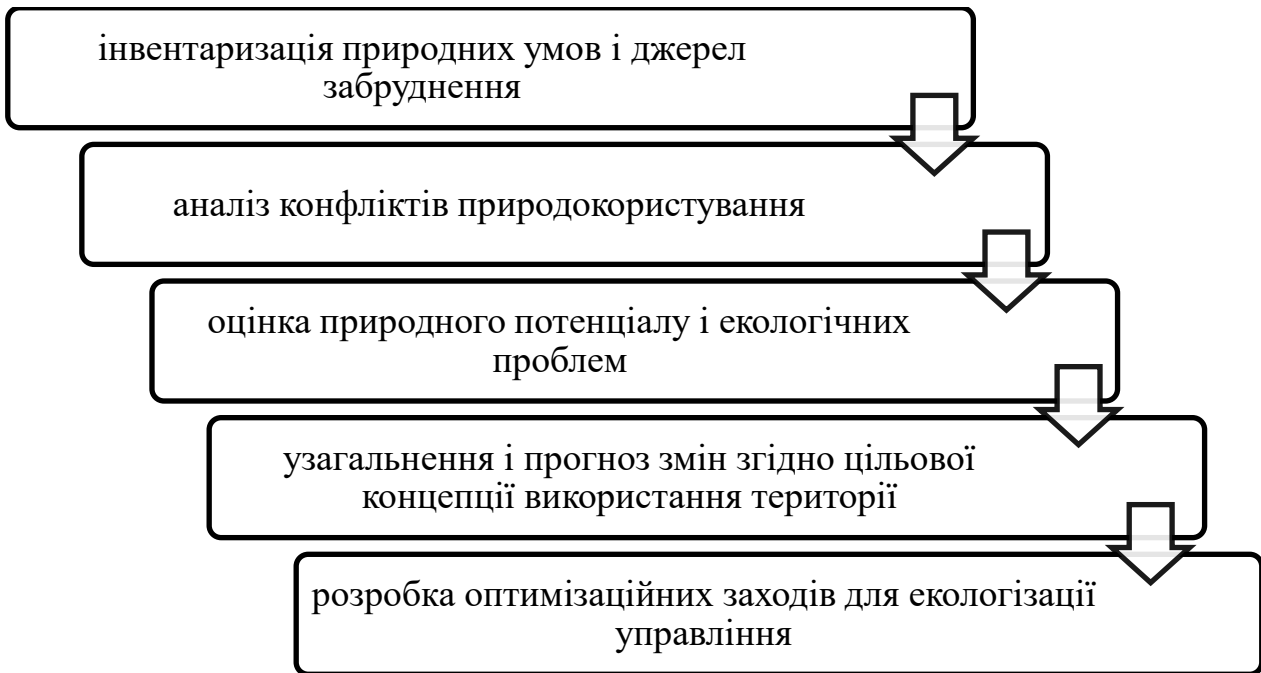 інвентаризація природних умов і джерел
забруднення
аналіз конфліктів природокористування
оцінка природного потенціалу і екологічних
проблем
узагальнення і прогноз змін згідно цільової
концепції використання території
розробка оптимізаційних заходів для екологізації
управління